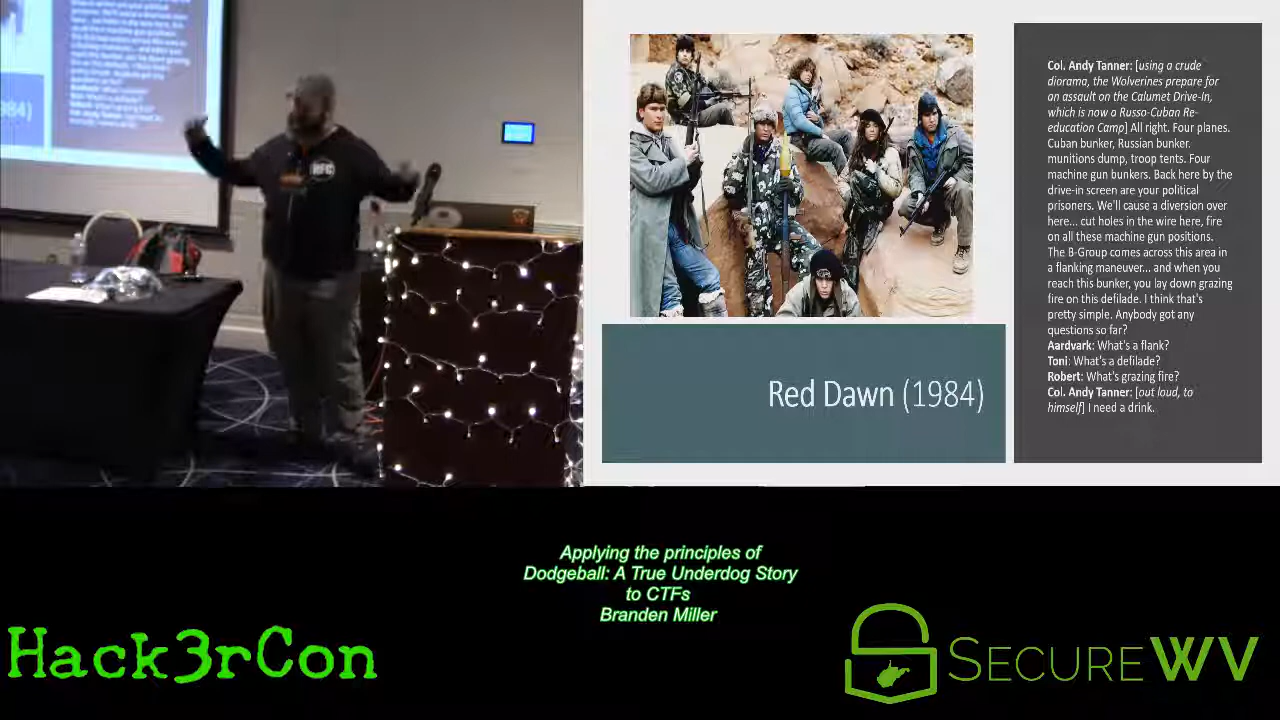 Col. Andy Tanner: [using a crude
diorama, the Wolverines prepare for
an assault on the Calumet Drive-In,
which is now a Russo-Cuban Re-
education Camp] All right. Four planes.
Cuban bunker, Russian bunker.
munitions dump, troop tents. Four
machine gun bunkers. Back here by the
drive-in screen are your political
prisoners. We'll cause a diversion over
here... cut holes in the wire here, fire
on all these machine gun positions.
The B-Group comes across this area in
a flanking maneuver... and when you
reach this bunker, you lay down grazing
fire on this defilade. I think that's
pretty simple. Anybody got any
questions so far?
Aardvark: What's a flank?
Toni: What's a defilade?
Robert: What's grazing fire?
Col. Andy Tanner: [out loud, to
himself] I need a drink.
Red Dawn (1984)
Applying the principles of
Dodgeball: A True Underdog Story
to CTFs
Branden Miller
Hack3rCon
SECUREWV